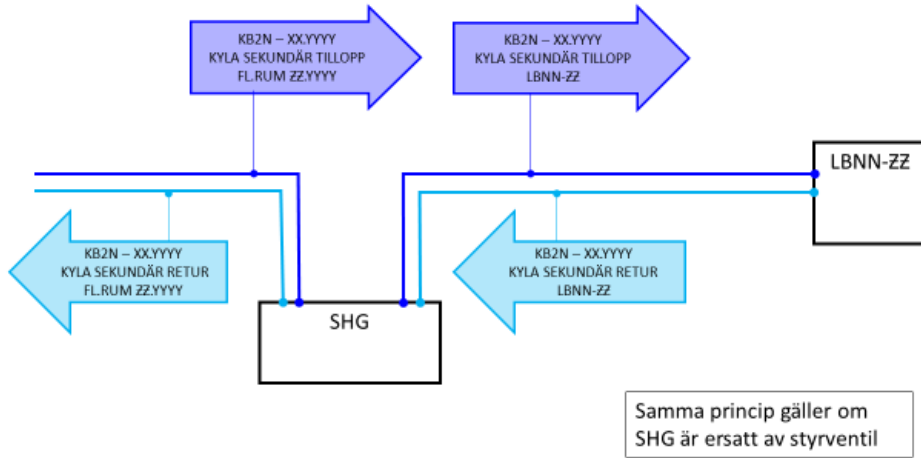 KB2N – XX.YYYY
KYLA SEKUNDÄR TILLOPP
FL.RUM ZZ.YYYY
KB2N – XX.YYYY
KYLA SEKUNDÄR TILLOPP
LBNN-ZZ
LBNN-ZZ
KB2N – XX.YYYY
KYLA SEKUNDÄR RETUR
FL.RUM ZZ.YYYY
KB2N – XX.YYYY
KYLA SEKUNDÄR RETUR
LBNN-ZZ
SHG
Samma princip gäller om
SHG är ersatt av styrventil